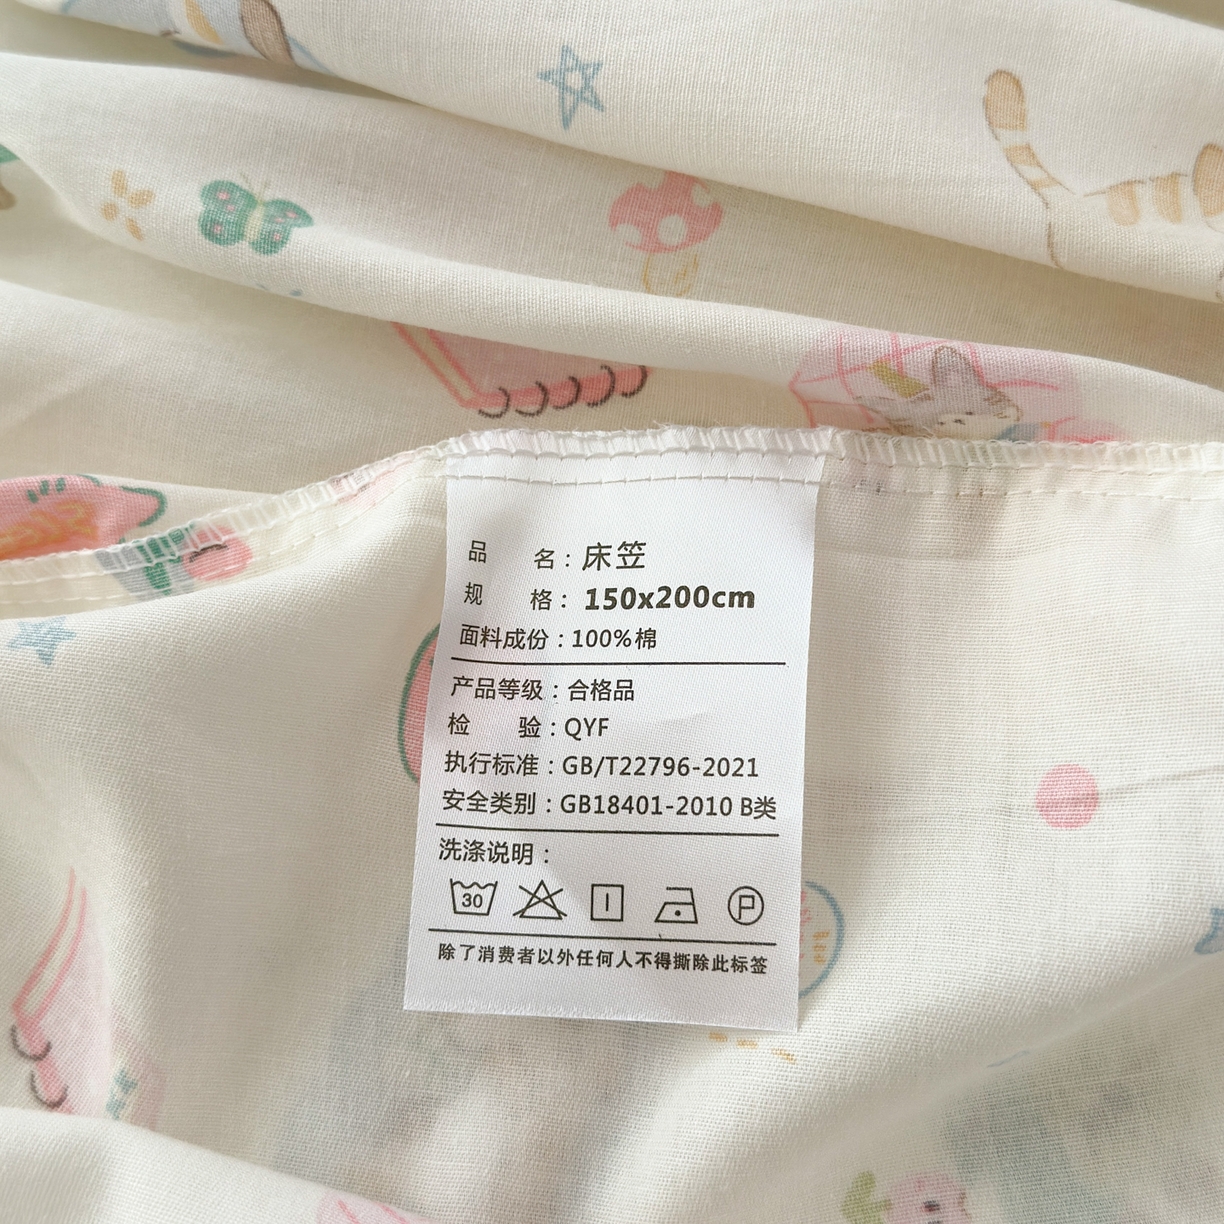 品 名：床笠
规 格：150x200cm
面料成份：100%棉
产品等级：合格品
检 验：QYF
执行标准：GB/T22796-2021
安全类别：GB18401-2010 B类
洗涤说明：
30 P
除了消费者以外任何人不得撕除此标签